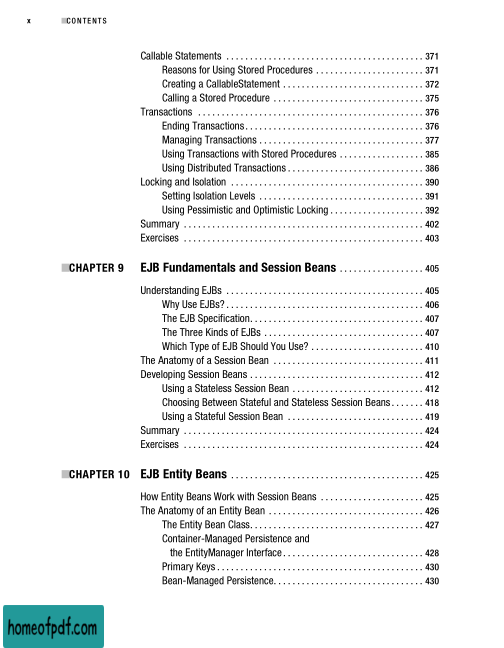 x ■CONTENTS
Callable Statements . . . . . . . . . . . . . . . . . . . . . . . . . . . . . . . . . . . . . . . . . . 371
Reasons for Using Stored Procedures . . . . . . . . . . . . . . . . . . . . . . . 371
Creating a CallableStatement . . . . . . . . . . . . . . . . . . . . . . . . . . . . . . 372
Calling a Stored Procedure . . . . . . . . . . . . . . . . . . . . . . . . . . . . . . . . 375
Transactions . . . . . . . . . . . . . . . . . . . . . . . . . . . . . . . . . . . . . . . . . . . . . . . . 376
Ending Transactions. . . . . . . . . . . . . . . . . . . . . . . . . . . . . . . . . . . . . . 376
Managing Transactions . . . . . . . . . . . . . . . . . . . . . . . . . . . . . . . . . . . 377
Using Transactions with Stored Procedures . . . . . . . . . . . . . . . . . . 385
Using Distributed Transactions . . . . . . . . . . . . . . . . . . . . . . . . . . . . . 386
Locking and Isolation . . . . . . . . . . . . . . . . . . . . . . . . . . . . . . . . . . . . . . . . . 390
Setting Isolation Levels . . . . . . . . . . . . . . . . . . . . . . . . . . . . . . . . . . . 391
Using Pessimistic and Optimistic Locking . . . . . . . . . . . . . . . . . . . . 392
Summary . . . . . . . . . . . . . . . . . . . . . . . . . . . . . . . . . . . . . . . . . . . . . . . . . . . 402
Exercises . . . . . . . . . . . . . . . . . . . . . . . . . . . . . . . . . . . . . . . . . . . . . . . . . . . 403
■CHAPTER 9 EJB Fundamentals and Session Beans . . . . . . . . . . . . . . . . . . 405
Understanding EJBs . . . . . . . . . . . . . . . . . . . . . . . . . . . . . . . . . . . . . . . . . . 405
Why Use EJBs? . . . . . . . . . . . . . . . . . . . . . . . . . . . . . . . . . . . . . . . . . . 406
The EJB Specification. . . . . . . . . . . . . . . . . . . . . . . . . . . . . . . . . . . . . 407
The Three Kinds of EJBs . . . . . . . . . . . . . . . . . . . . . . . . . . . . . . . . . . 407
Which Type of EJB Should You Use? . . . . . . . . . . . . . . . . . . . . . . . . 410
The Anatomy of a Session Bean . . . . . . . . . . . . . . . . . . . . . . . . . . . . . . . . 411
Developing Session Beans . . . . . . . . . . . . . . . . . . . . . . . . . . . . . . . . . . . . . 412
Using a Stateless Session Bean . . . . . . . . . . . . . . . . . . . . . . . . . . . . 412
Choosing Between Stateful and Stateless Session Beans . . . . . . . 418
Using a Stateful Session Bean . . . . . . . . . . . . . . . . . . . . . . . . . . . . . 419
Summary . . . . . . . . . . . . . . . . . . . . . . . . . . . . . . . . . . . . . . . . . . . . . . . . . . . 424
Exercises . . . . . . . . . . . . . . . . . . . . . . . . . . . . . . . . . . . . . . . . . . . . . . . . . . . 424
■CHAPTER 10 EJB Entity Beans . . . . . . . . . . . . . . . . . . . . . . . . . . . . . . . . . . . . . . . . . 425
How Entity Beans Work with Session Beans . . . . . . . . . . . . . . . . . . . . . . 425
The Anatomy of an Entity Bean . . . . . . . . . . . . . . . . . . . . . . . . . . . . . . . . . 426
The Entity Bean Class. . . . . . . . . . . . . . . . . . . . . . . . . . . . . . . . . . . . . 427
Container-Managed Persistence and
the EntityManager Interface . . . . . . . . . . . . . . . . . . . . . . . . . . . . . . 428
Primary Keys . . . . . . . . . . . . . . . . . . . . . . . . . . . . . . . . . . . . . . . . . . . . 430
Bean-Managed Persistence. . . . . . . . . . . . . . . . . . . . . . . . . . . . . . . . 430
homeofpdf.com